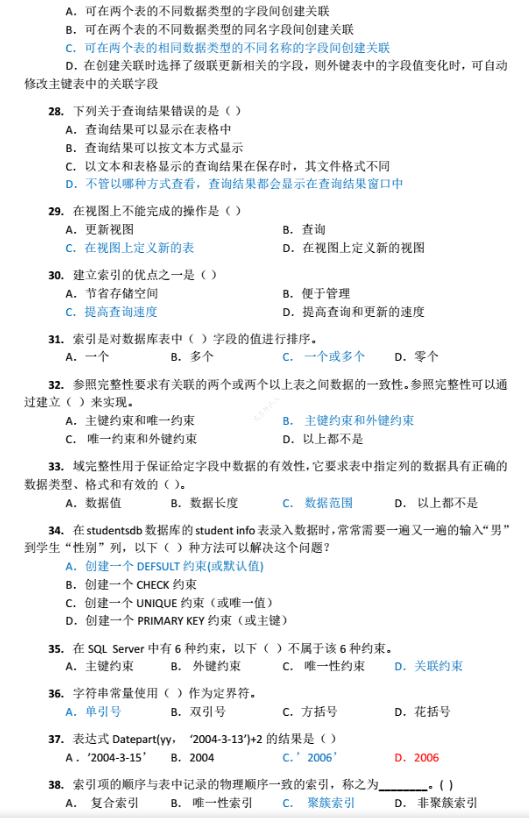 A. 可在两个表的不同数据类型的字段间创建关联
B. 可在两个表的不同数据类型的同名字段间创建关联
C. 可在两个表的相同数据类型的不同名称的字段间创建关联
D. 在创建关联时选择了级联更新相关的字段，则外键表中的字段值变化时，可自动
修改主键表中的关联字段
28. 下列关于查询结果错误的是（ ）
A. 查询结果可以显示在表格中
B. 查询结果可以按文本方式显示
C. 以文本和表格显示的查询结果在保存时，其文件格式不同
D. 不管以哪种方式查看，查询结果都会显示在查询结果窗口中
29. 在视图上不能完成的操作是（ ）
A. 更新视图 B. 查询
C. 在视图上定义新的表 D. 在视图上定义新的视图
30. 建立索引的优点之一是（ ）
A. 节省存储空间 B. 便于管理
C. 提高查询速度 D. 提高查询和更新的速度
31. 索引是对数据库表中（ ）字段的值进行排序。
A. 一个 B. 多个 C. 一个或多个 D. 零个
32. 参照完整性要求有关联的两个或两个以上表之间数据的一致性。参照完整性可以通
过建立（ ）来实现。
A. 主键约束和唯一约束 B. 主键约束和外键约束
C. 唯一约束和外键约束 D. 以上都不是
33. 域完整性用于保证给定字段中数据的有效性，它要求表中指定列的数据具有正确的
数据类型、格式和有效的（ ）。
A. 数据值 B. 数据长度 C. 数据范围 D. 以上都不是
34. 在 studentsdb 数据库的 student info 表录入数据时，常常需要一遍又一遍的输入“男”
到学生“性别”列，以下（ ）种方法可以解决这个问题？
A. 创建一个 DEFSULT 约束(或默认值)
B. 创建一个 CHECK 约束
C. 创建一个 UNIQUE 约束（或唯一值）
D. 创建一个 PRIMARY KEY 约束（或主键）
35. 在 SQL Server 中有 6 种约束，以下（ ）不属于该 6 种约束。
A. 主键约束 B. 外键约束 C. 唯一性约束 D. 关联约束
36. 字符串常量使用（ ）作为定界符。
A. 单引号 B. 双引号 C. 方括号 D. 花括号
37. 表达式 Datepart(yy, ‘2004-3-13’)+2 的结果是（ ）
A. ‘2004-3-15’ B. 2004 C.’ 2006’ D. 2006
38. 索引项的顺序与表中记录的物理顺序一致的索引，称之为________。( )
A. 复合索引 B. 唯一性索引 C. 聚簇索引 D. 非聚簇索引